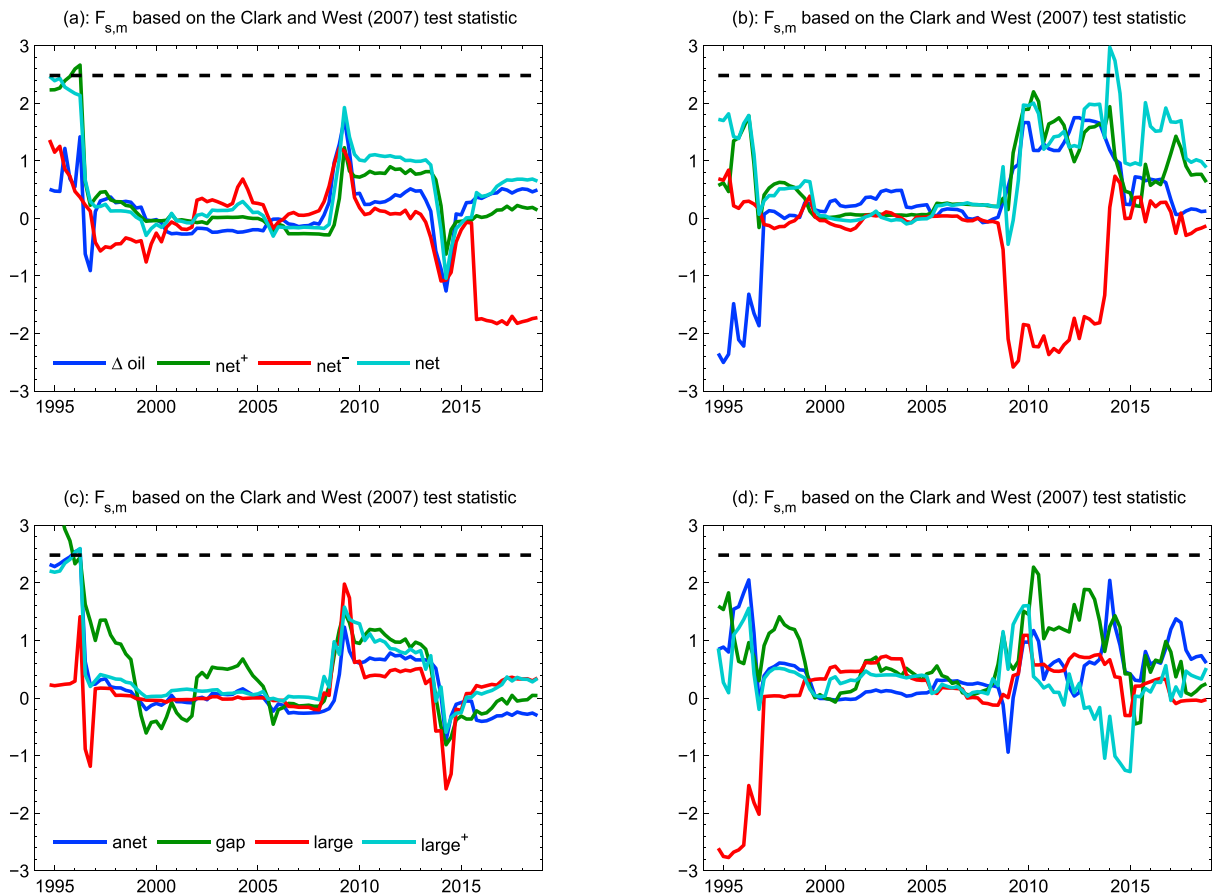 (a): F_s,m based on the Clark and West (2007) test statistic
3
2
1
0
−1
−2
−3
Δ oil net⁺ net⁻ net
1995 2000 2005 2010 2015
(b): F_s,m based on the Clark and West (2007) test statistic
3
2
1
0
−1
−2
−3
1995 2000 2005 2010 2015
(c): F_s,m based on the Clark and West (2007) test statistic
3
2
1
0
−1
−2
−3
anet gap large large⁺
1995 2000 2005 2010 2015
(d): F_s,m based on the Clark and West (2007) test statistic
3
2
1
0
−1
−2
−3
1995 2000 2005 2010 2015